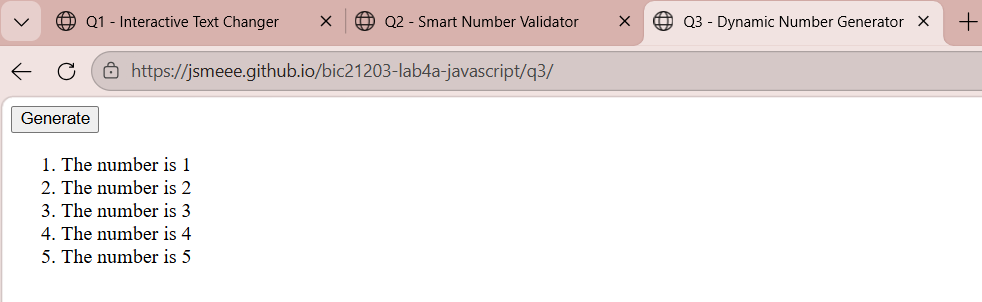 Q1 - Interactive Text Changer Q2 - Smart Number Validator Q3 - Dynamic Number Generator
https://jsmeee.github.io/bic21203-lab4a-javascript/q3/
Generate
1. The number is 1
2. The number is 2
3. The number is 3
4. The number is 4
5. The number is 5